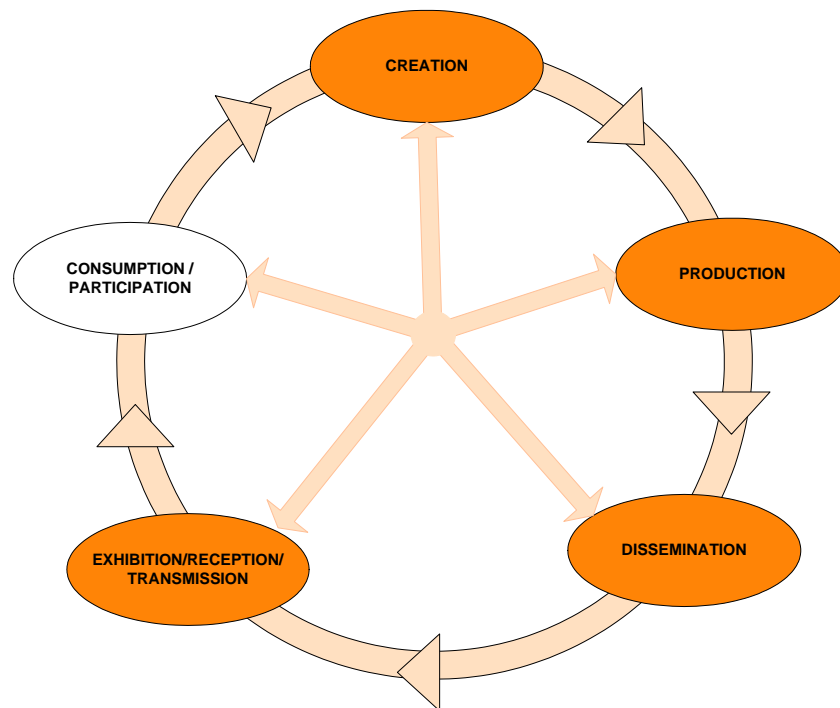 CREATION
PRODUCTION
DISSEMINATION
EXHIBITION/RECEPTION/
TRANSMISSION
CONSUMPTION /
PARTICIPATION